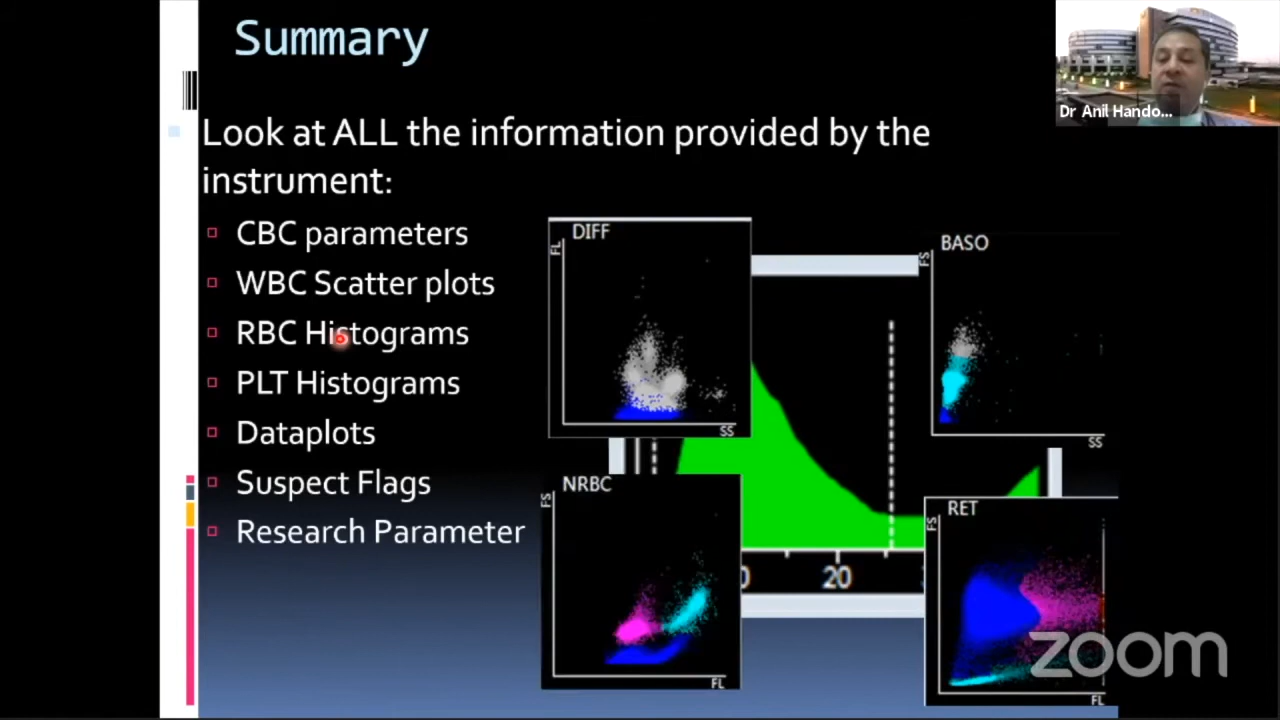 Summary
Dr Anil Hando...
Look at ALL the information provided by the
instrument:
CBC parameters
WBC Scatter plots
RBC Histograms
PLT Histograms
Dataplots
Suspect Flags
Research Parameter
DIFF
FL
SS
BASO
FS
SS
NRBC
FS
FL
0
20
RET
FS
FL
zoom